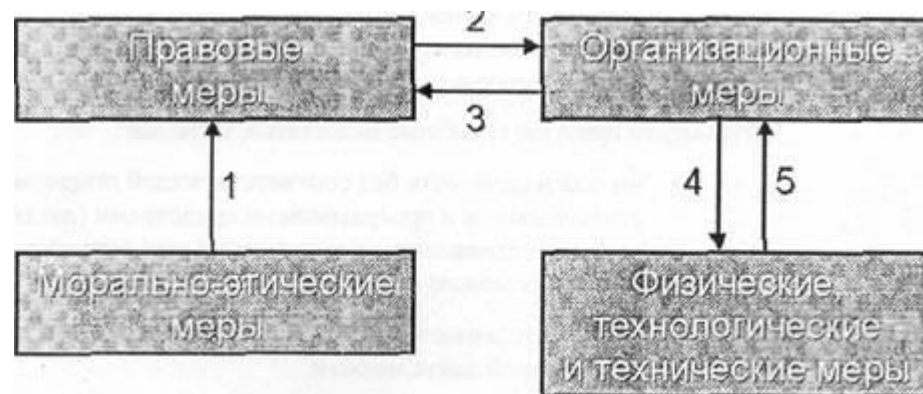 2
Правовые
меры
Организационные
меры
3
1
4
5
Морально-этические
меры
Физические,
технологические
и технические меры